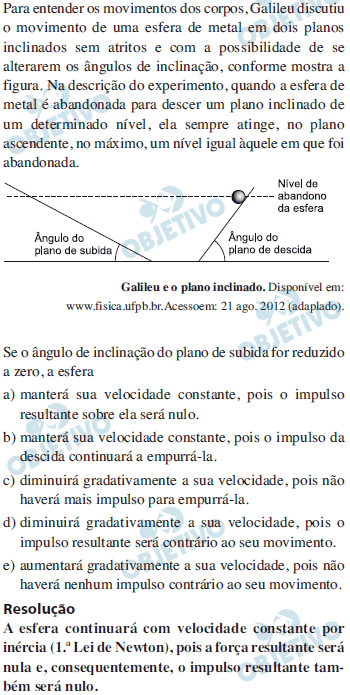 Para entender os movimentos dos corpos, Galileu discutiu
o movimento de uma esfera de metal em dois planos
inclinados sem atritos e com a possibilidade de se
alterarem os ângulos de inclinação, conforme mostra a
figura. Na descrição do experimento, quando a esfera de
metal é abandonada para descer um plano inclinado de
um determinado nível, ela sempre atinge, no plano
ascendente, no máximo, um nível igual àquele em que foi
abandonada.
Nível de
abandono
da esfera
Ângulo do
plano de subida
Ângulo do
plano de descida
Galileu e o plano inclinado. Disponível em:
www.fisica.ufpb.br.Acessoem: 21 ago. 2012 (adaplado).
Se o ângulo de inclinação do plano de subida for reduzido
a zero, a esfera
a) manterá sua velocidade constante, pois o impulso
resultante sobre ela será nulo.
b) manterá sua velocidade constante, pois o impulso da
descida continuará a empurrá-la.
c) diminuirá gradativamente a sua velocidade, pois não
haverá mais impulso para empurrá-la.
d) diminuirá gradativamente a sua velocidade, pois o
impulso resultante será contrário ao seu movimento.
e) aumentará gradativamente a sua velocidade, pois não
haverá nenhum impulso contrário ao seu movimento.
Resolução
A esfera continuará com velocidade constante por
inércia (1.ª Lei de Newton), pois a força resultante será
nula e, consequentemente, o impulso resultante tam-
bém será nulo.
OBJETIVO
OBJETIVO
OBJETIVO
OBJETIVO
OBJETIVO
OBJETIVO
OBJETIVO